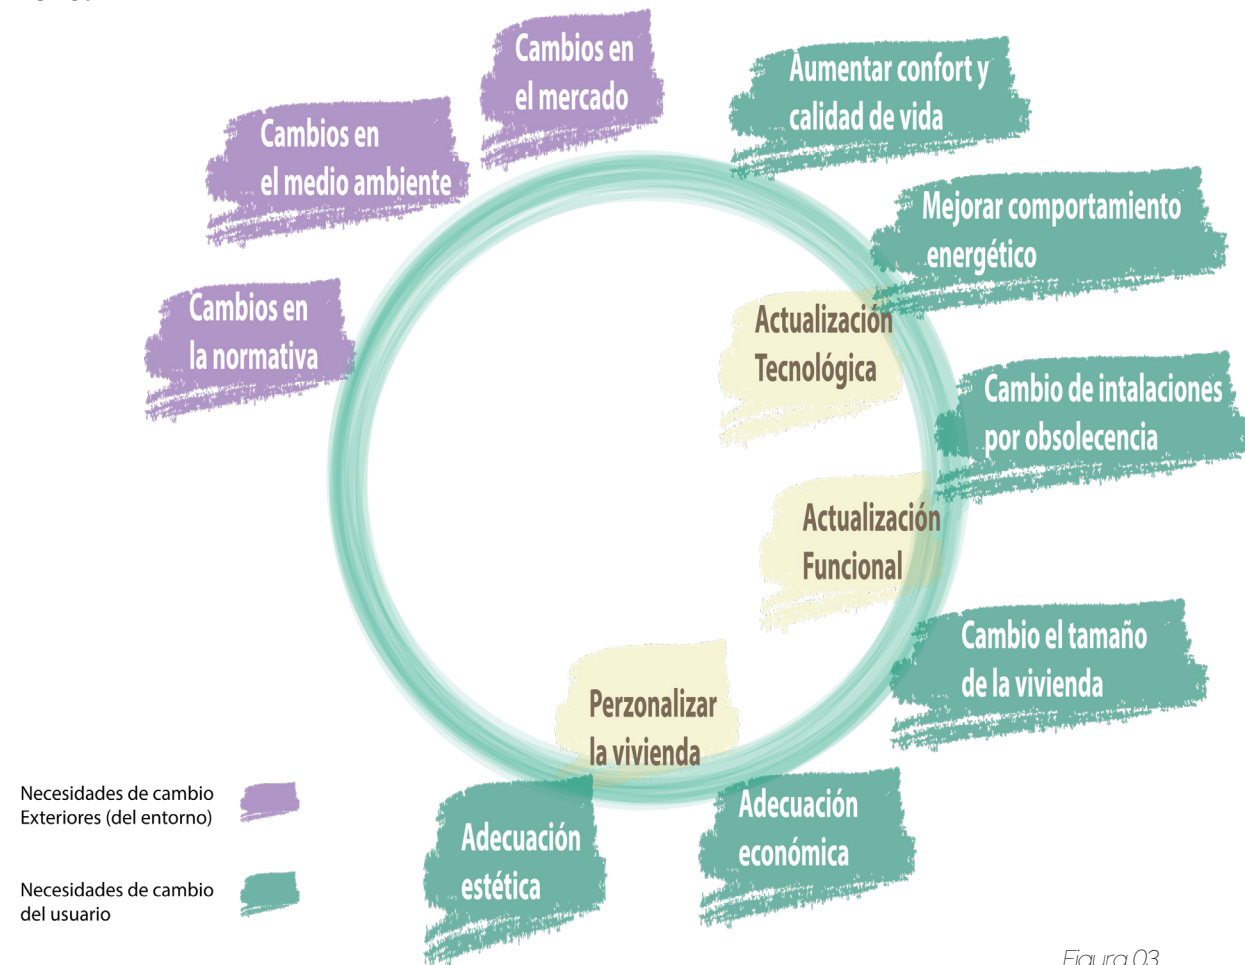 Cambios en
el mercado
Aumentar confort y
calidad de vida
Cambios en
el medio ambiente
Mejorar comportamiento
energético
Cambios en
la normativa
Actualización
Tecnológica
Cambio de intalaciones
por obsolecencia
Actualización
Funcional
Cambio el tamaño
de la vivienda
Perzonalizar
la vivienda
Adecuación
estética
Adecuación
económica
Necesidades de cambio
Exteriores (del entorno)
Necesidades de cambio
del usuario
Figura 03